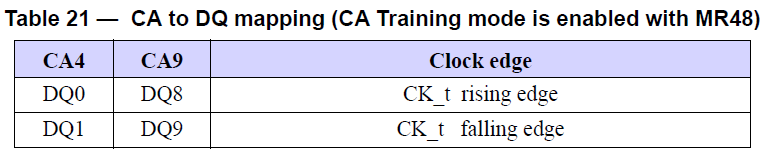 Table 21 — CA to DQ mapping (CA Training mode is enabled with MR48)
CA4 CA9 Clock edge
DQ0 DQ8 CK_t rising edge
DQ1 DQ9 CK_t falling edge